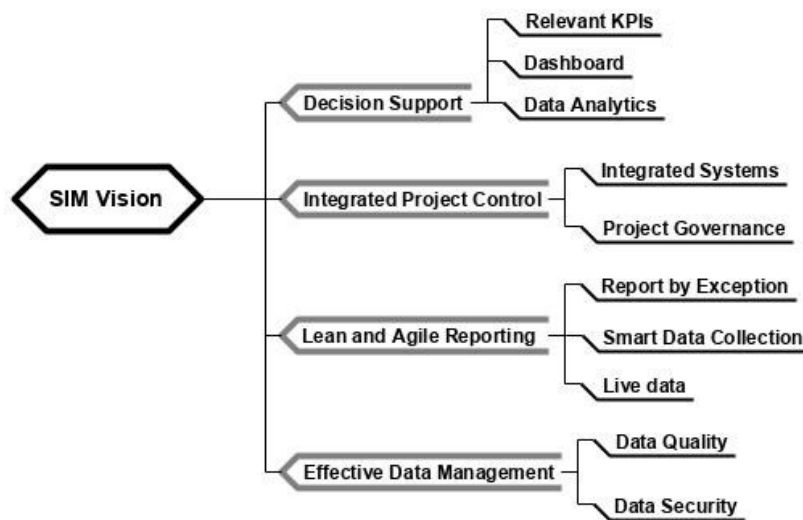 SIM Vision
Decision Support
Relevant KPIs
Dashboard
Data Analytics
Integrated Project Control
Integrated Systems
Project Governance
Lean and Agile Reporting
Report by Exception
Smart Data Collection
Live data
Effective Data Management
Data Quality
Data Security